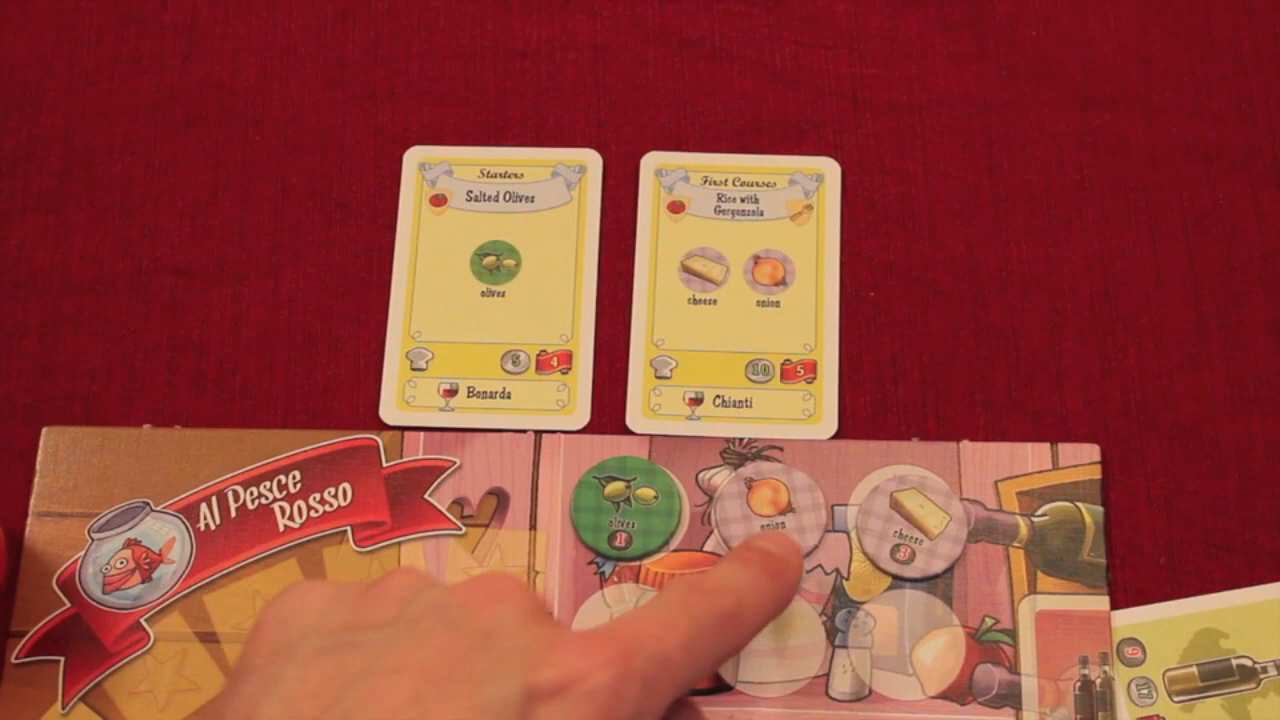 Starters
Salted Olives
olives
5
4
Bonarda
First Courses
Rice with
Gorgonzola
cheese
onion
10
5
Chianti
Al Pesce
Rosso
olives
1
onion
cheese
3